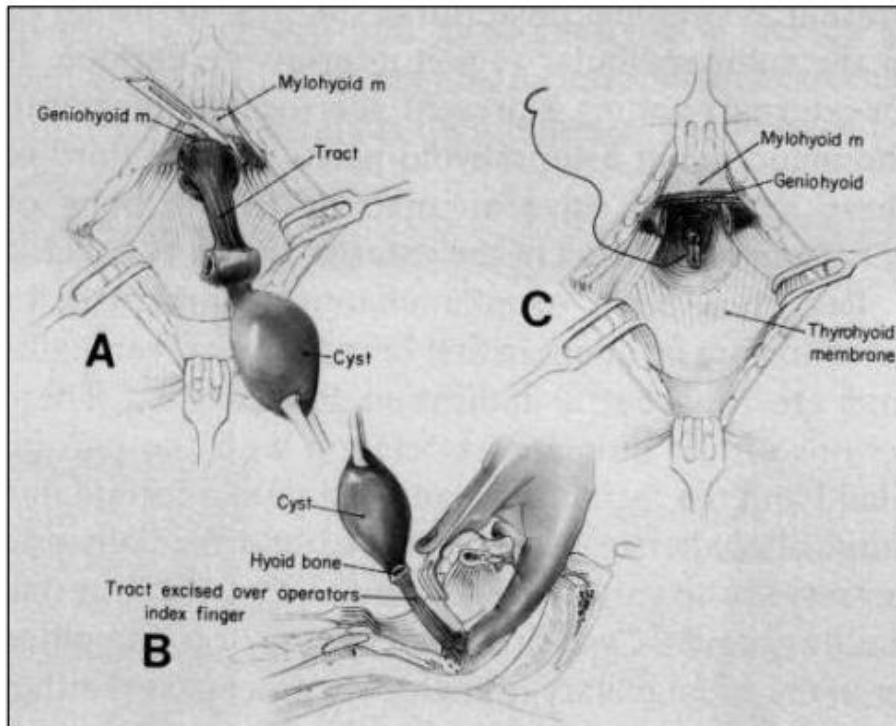 Mylohyoid m
Geniohyoid m
Tract
Cyst
A
Mylohyoid m
Geniohyoid
Thyrohyoid
membrane
C
Cyst
Hyoid bone
Tract excised over operators
index finger
B